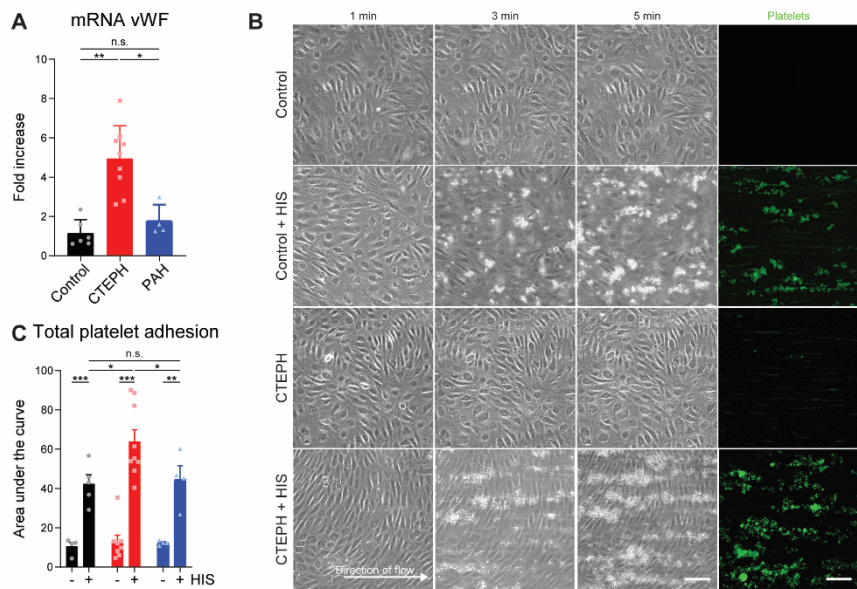 A
mRNA vWF
n.s.
**
*
Fold increase
10
8
6
4
2
0
Control
CTEPH
PAH
B
1 min
3 min
5 min
Platelets
Control
Control + HIS
CTEPH
CTEPH + HIS
Direction of flow
C Total platelet adhesion
n.s.
*
*
***
***
**
Area under the curve
100
80
60
40
20
0
- + - + - + HIS